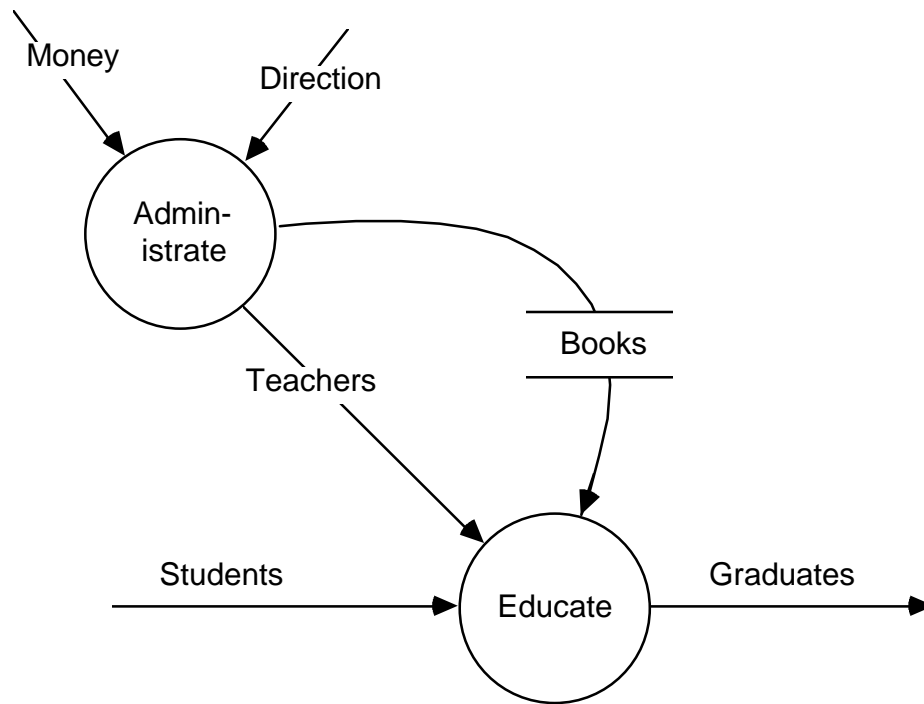 Money
Direction
Admin-
istrate
Books
Teachers
Students
Graduates
Educate